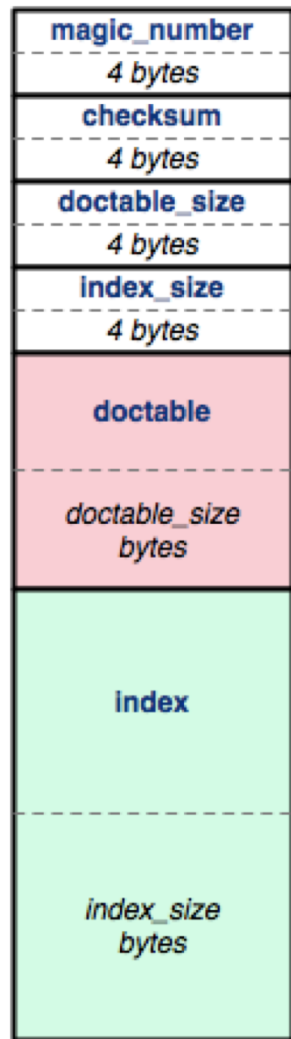 magic_number
4 bytes
checksum
4 bytes
doctable_size
4 bytes
index_size
4 bytes
doctable
doctable_size
bytes
index
index_size
bytes